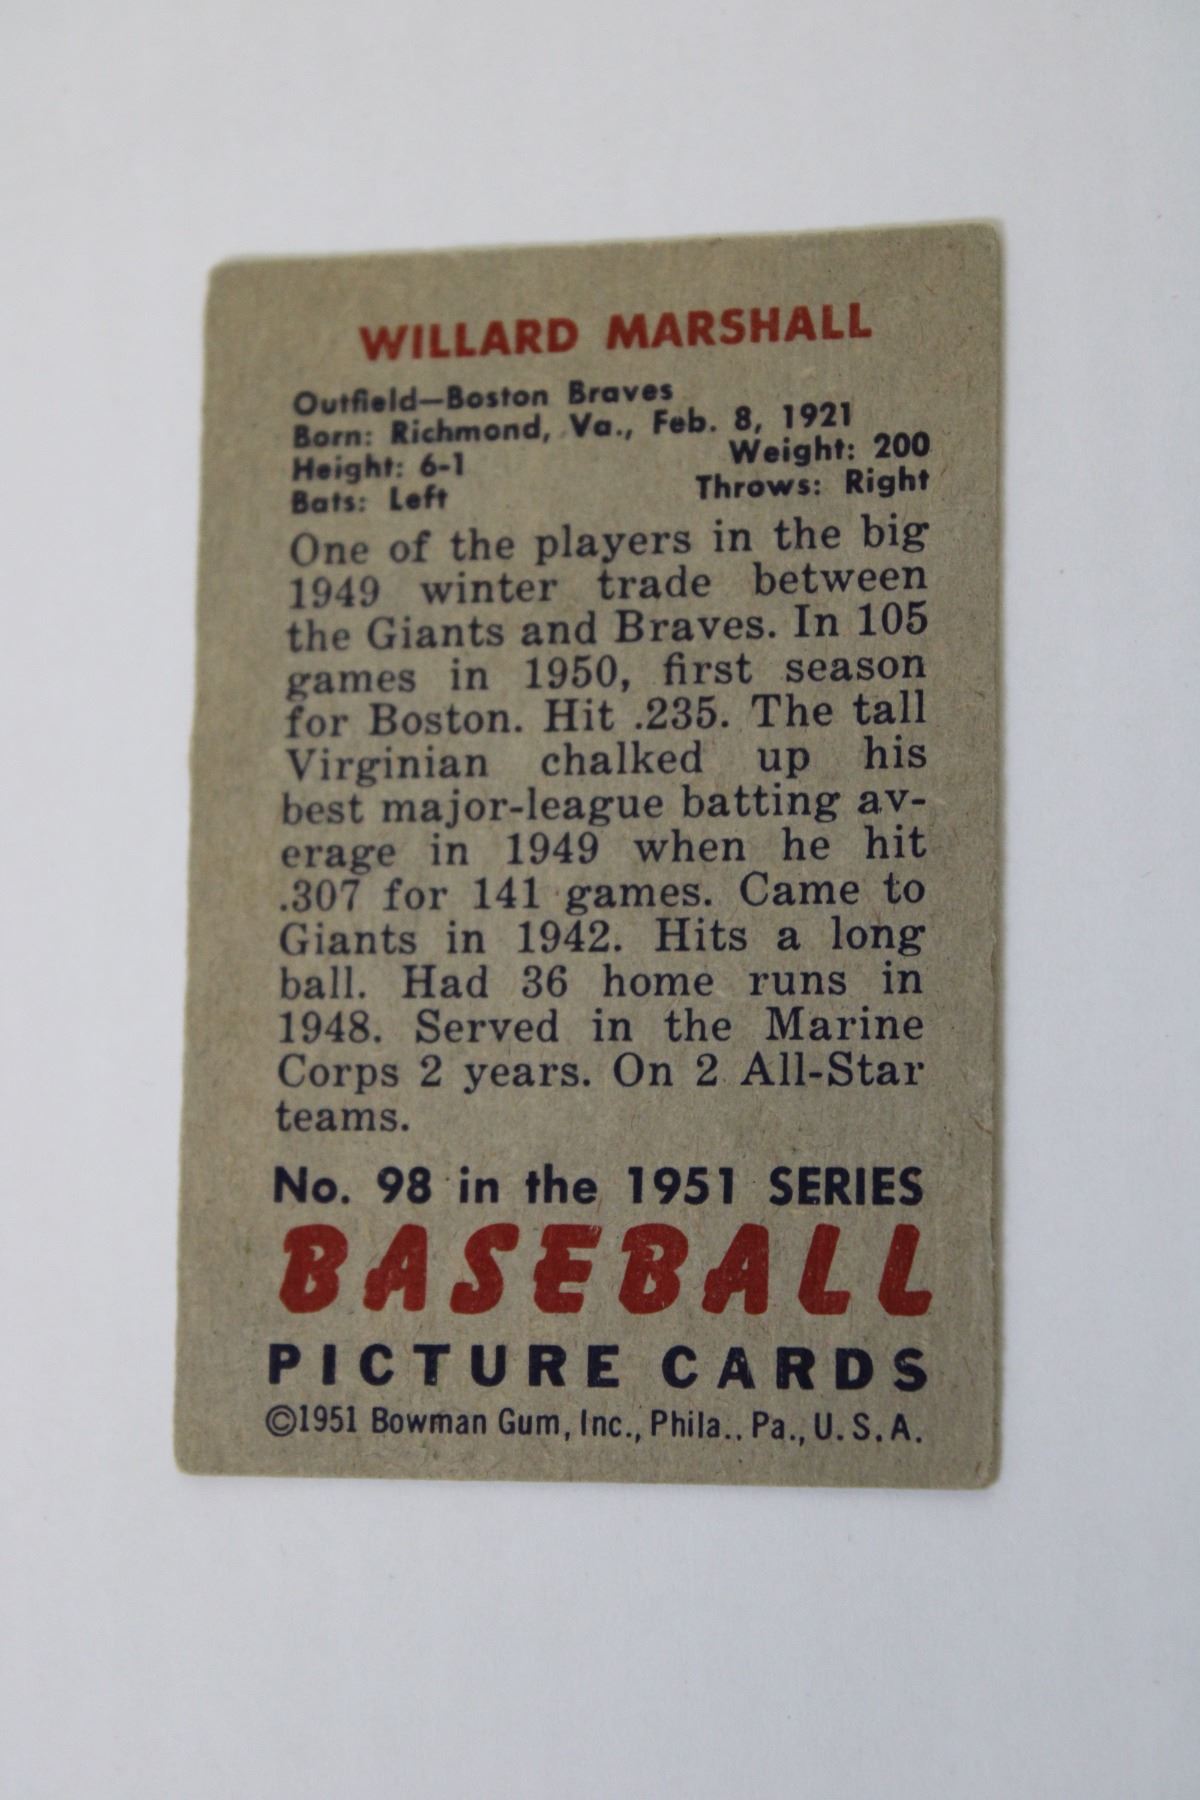 WILLARD MARSHALL
Outfield—Boston Braves
Born: Richmond, Va., Feb. 8, 1921
Height: 6-1 Weight: 200
Bats: Left Throws: Right
One of the players in the big
1949 winter trade between
the Giants and Braves. In 105
games in 1950, first season
for Boston. Hit .235. The tall
Virginian chalked up his
best major-league batting av-
erage in 1949 when he hit
.307 for 141 games. Came to
Giants in 1942. Hits a long
ball. Had 36 home runs in
1948. Served in the Marine
Corps 2 years. On 2 All-Star
teams.
No. 98 in the 1951 SERIES
BASEBALL
PICTURE CARDS
©1951 Bowman Gum, Inc., Phila., Pa., U. S. A.